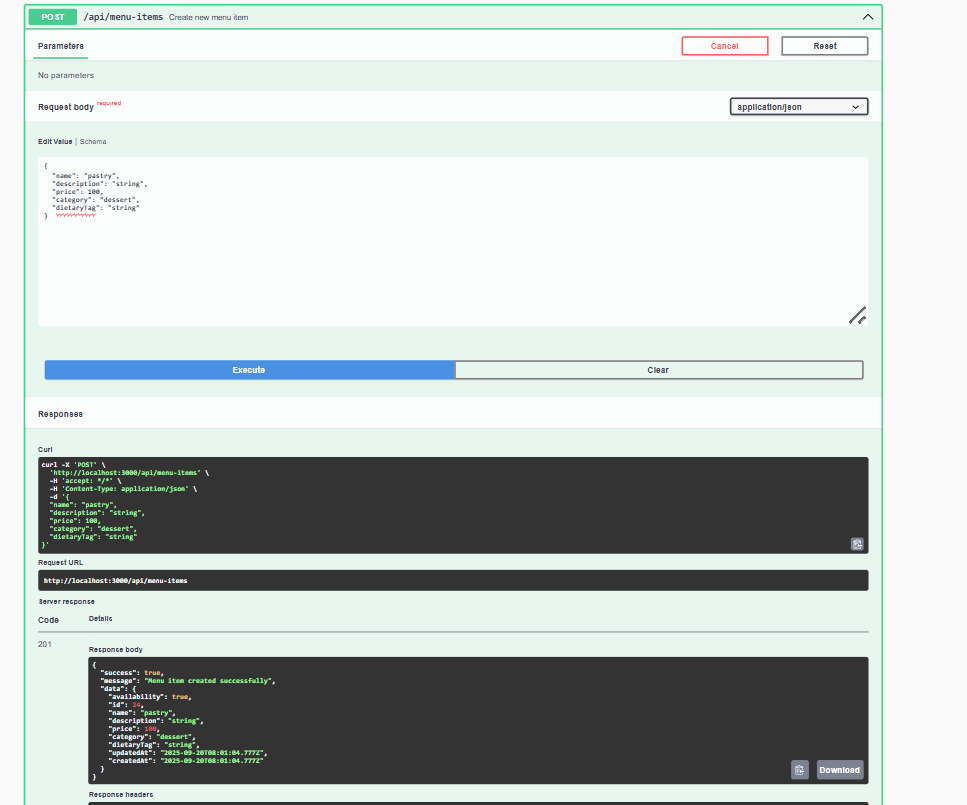 POST /api/menu-items Create new menu item
Parameters
Cancel
Reset
No parameters
Request body required
application/json
Edit Value | Schema
{
"name": "pastry",
"description": "string",
"price": 100,
"category": "dessert",
"dietaryTag": "string"
}
Execute
Clear
Responses
Curl
curl -X 'POST' \
'http://localhost:3000/api/menu-items' \
-H 'accept: */*' \
-H 'Content-Type: application/json' \
-d '{
"name": "pastry",
"description": "string",
"price": 100,
"category": "dessert",
"dietaryTag": "string"
}'
Request URL
http://localhost:3000/api/menu-items
Server response
Code
Details
201
Response body
{
"success": true,
"message": "Menu item created successfully",
"data": {
"availability": true,
"id": 24,
"name": "pastry",
"description": "string",
"price": 100,
"category": "dessert",
"dietaryTag": "string",
"updatedAt": "2025-09-20T08:01:04.777Z",
"createdAt": "2025-09-20T08:01:04.777Z"
}
}
Download
Response headers